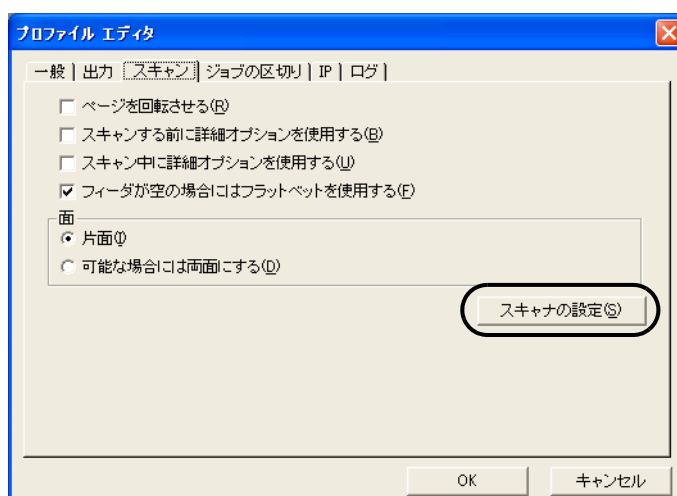 プロファイル エディタ
一般 出力 スキャン ジョブの区切り IP ログ
ページを回転させる(R)
スキャンする前に詳細オプションを使用する(B)
スキャン中に詳細オプションを使用する(U)
フィーダが空の場合にはフラットベットを使用する(F)
面
片面(I)
可能な場合には両面にする(D)
スキャナの設定(S)
OK キャンセル